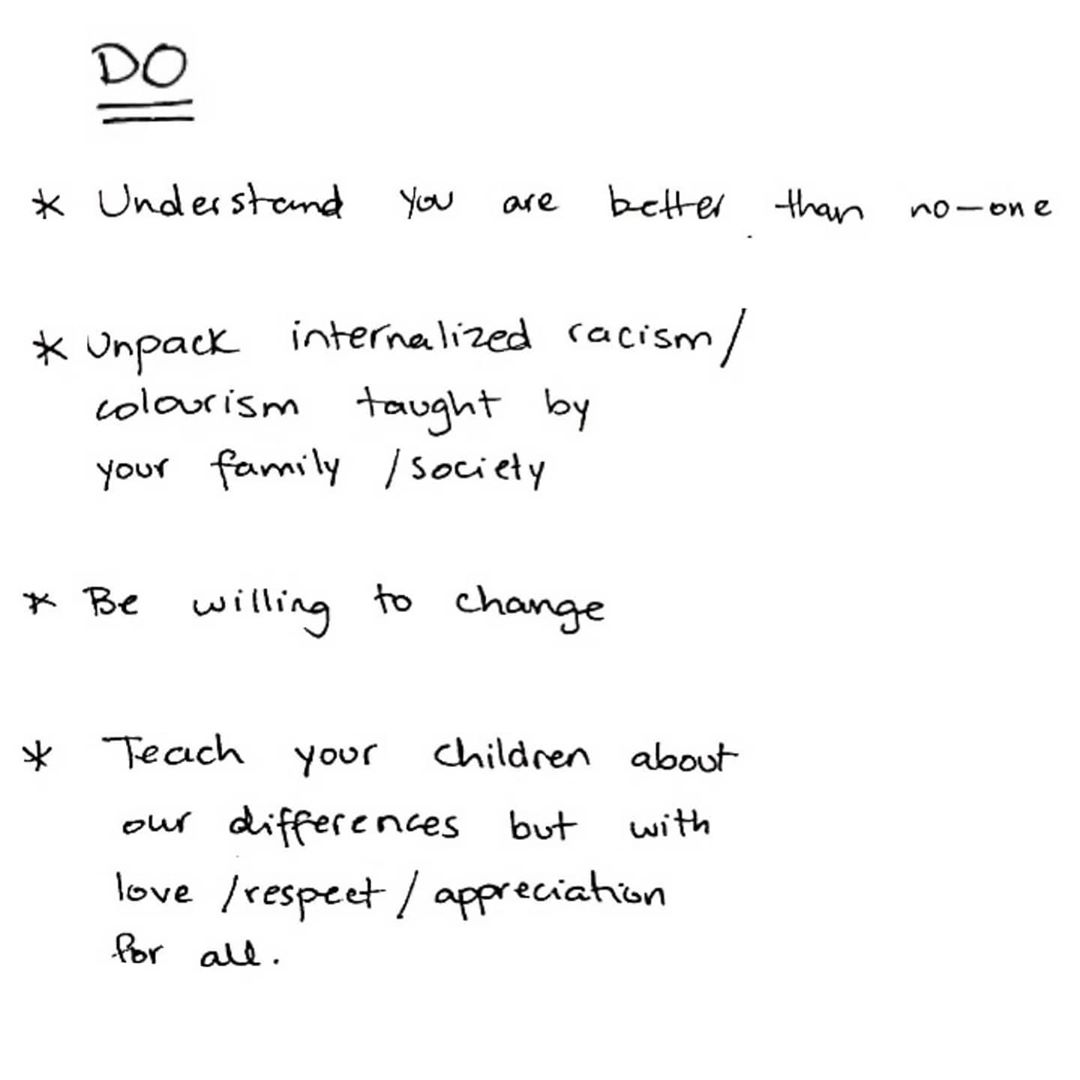 DO
* Understand you are better than no-one
* Unpack internalized racism/
colourism taught by
your family /society
* Be willing to change
* Teach your children about
our differences but with
love /respect/ appreciation
for all.